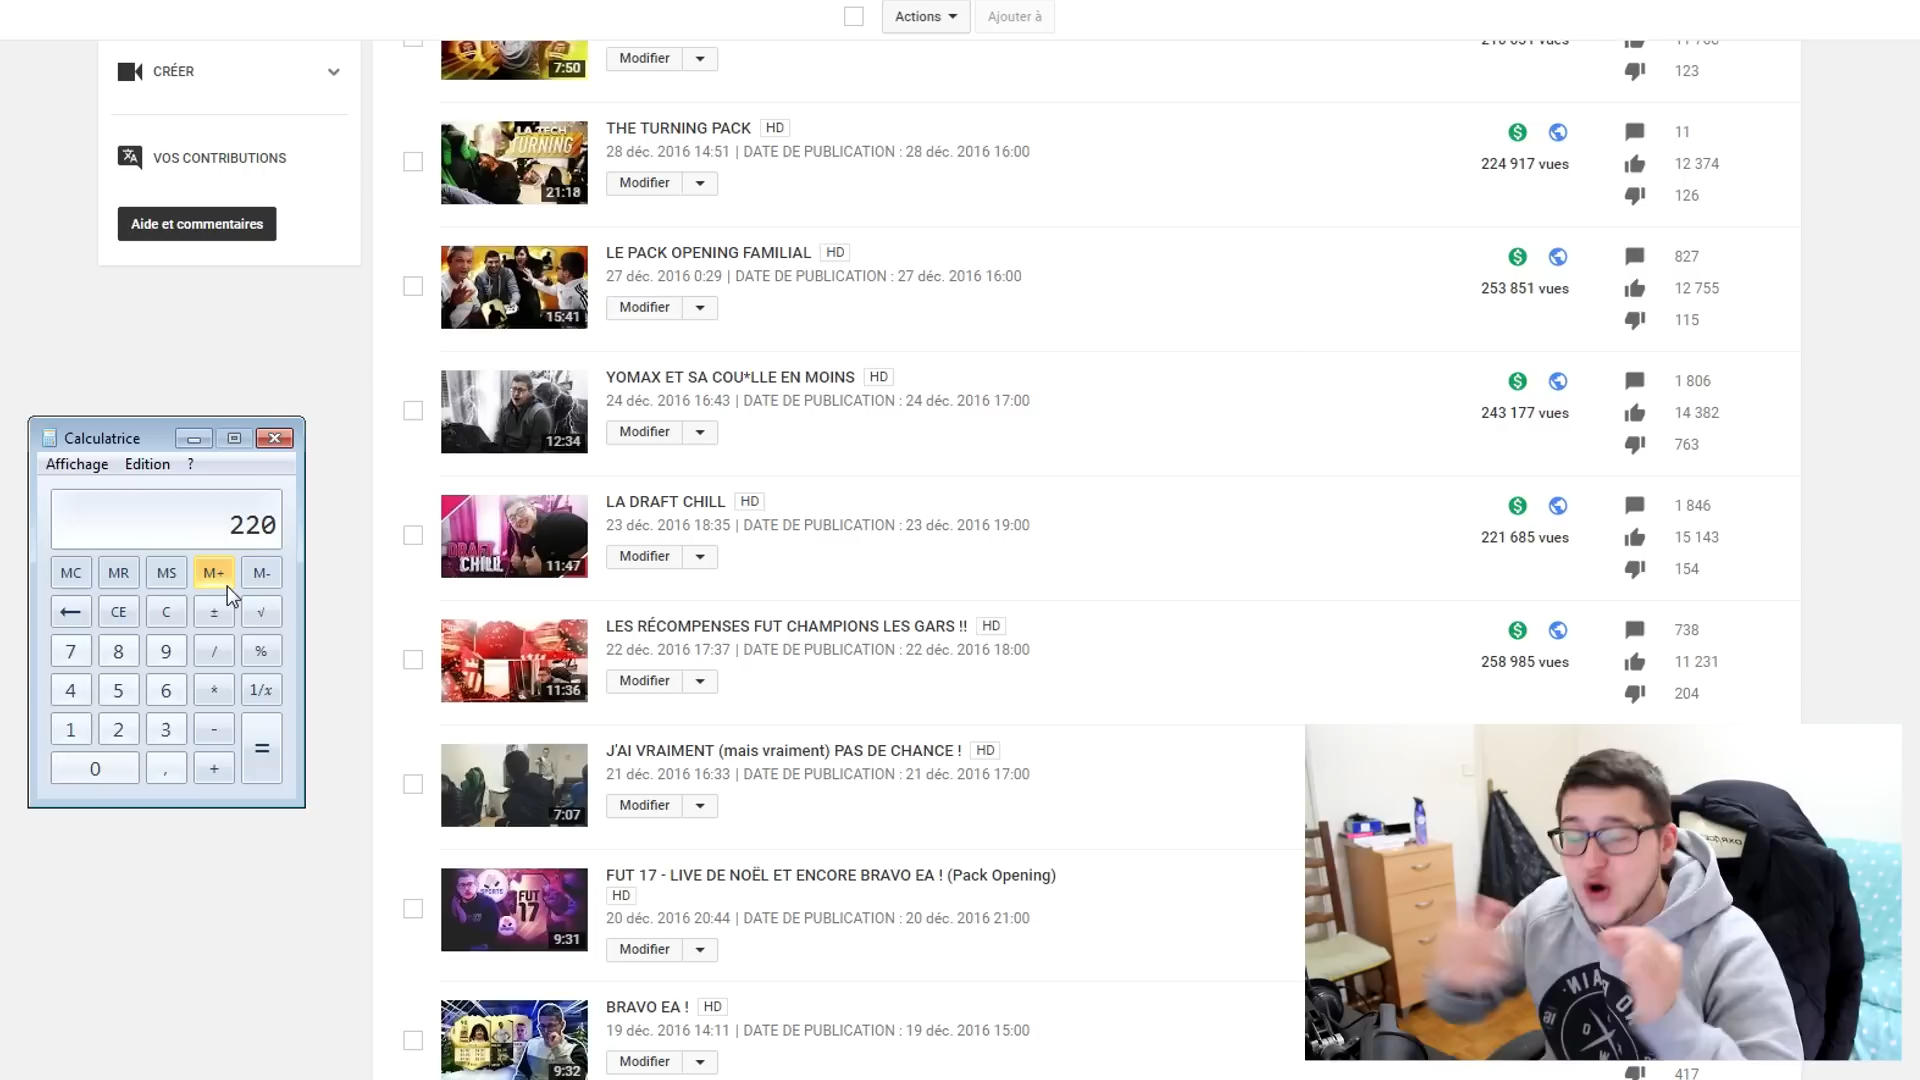 Actions
Ajouter à
CRÉER
VOS CONTRIBUTIONS
Aide et commentaires
7:50
Modifier
123
LA TECH
TURNING
21:18
THE TURNING PACK HD
28 déc. 2016 14:51 | DATE DE PUBLICATION : 28 déc. 2016 16:00
Modifier
224 917 vues
11
12 374
126
15:41
LE PACK OPENING FAMILIAL HD
27 déc. 2016 0:29 | DATE DE PUBLICATION : 27 déc. 2016 16:00
Modifier
253 851 vues
827
12 755
115
12:34
YOMAX ET SA COU*LLE EN MOINS HD
24 déc. 2016 16:43 | DATE DE PUBLICATION : 24 déc. 2016 17:00
Modifier
243 177 vues
1 806
14 382
763
DRAFT
CHILL
11:47
LA DRAFT CHILL HD
23 déc. 2016 18:35 | DATE DE PUBLICATION : 23 déc. 2016 19:00
Modifier
221 685 vues
1 846
15 143
154
11:36
LES RÉCOMPENSES FUT CHAMPIONS LES GARS !! HD
22 déc. 2016 17:37 | DATE DE PUBLICATION : 22 déc. 2016 18:00
Modifier
258 985 vues
738
11 231
204
7:07
J'AI VRAIMENT (mais vraiment) PAS DE CHANCE ! HD
21 déc. 2016 16:33 | DATE DE PUBLICATION : 21 déc. 2016 17:00
Modifier
SPORTS
FUT
17
9:31
FUT 17 - LIVE DE NOËL ET ENCORE BRAVO EA ! (Pack Opening)
HD
20 déc. 2016 20:44 | DATE DE PUBLICATION : 20 déc. 2016 21:00
Modifier
9:32
BRAVO EA ! HD
19 déc. 2016 14:11 | DATE DE PUBLICATION : 19 déc. 2016 15:00
Modifier
417
Calculatrice
Affichage Edition ?
220
MC MR MS M+ M-
← CE C ± √
7 8 9 / %
4 5 6 * 1/x
1 2 3 - =
0 , +